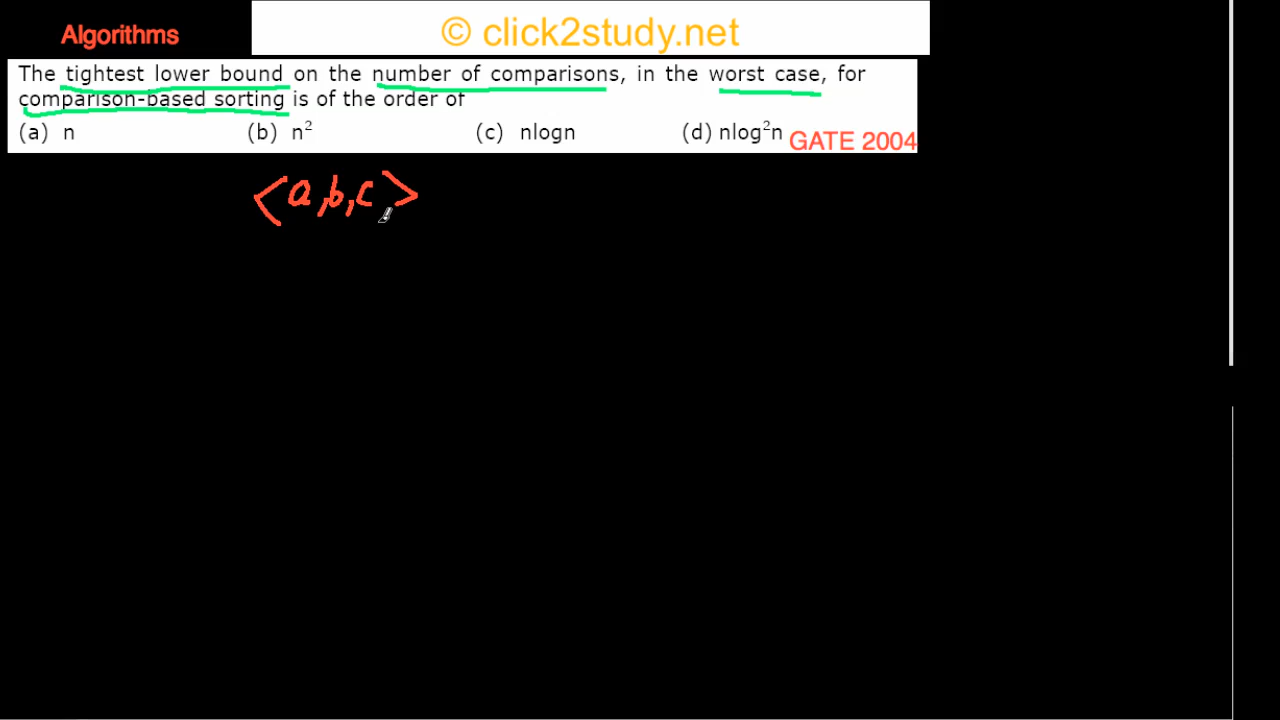 Algorithms
© click2study.net
The tightest lower bound on the number of comparisons, in the worst case, for
comparison-based sorting is of the order of
(a) n (b) n² (c) nlogn (d) nlog²n GATE 2004
<a,b,c,>